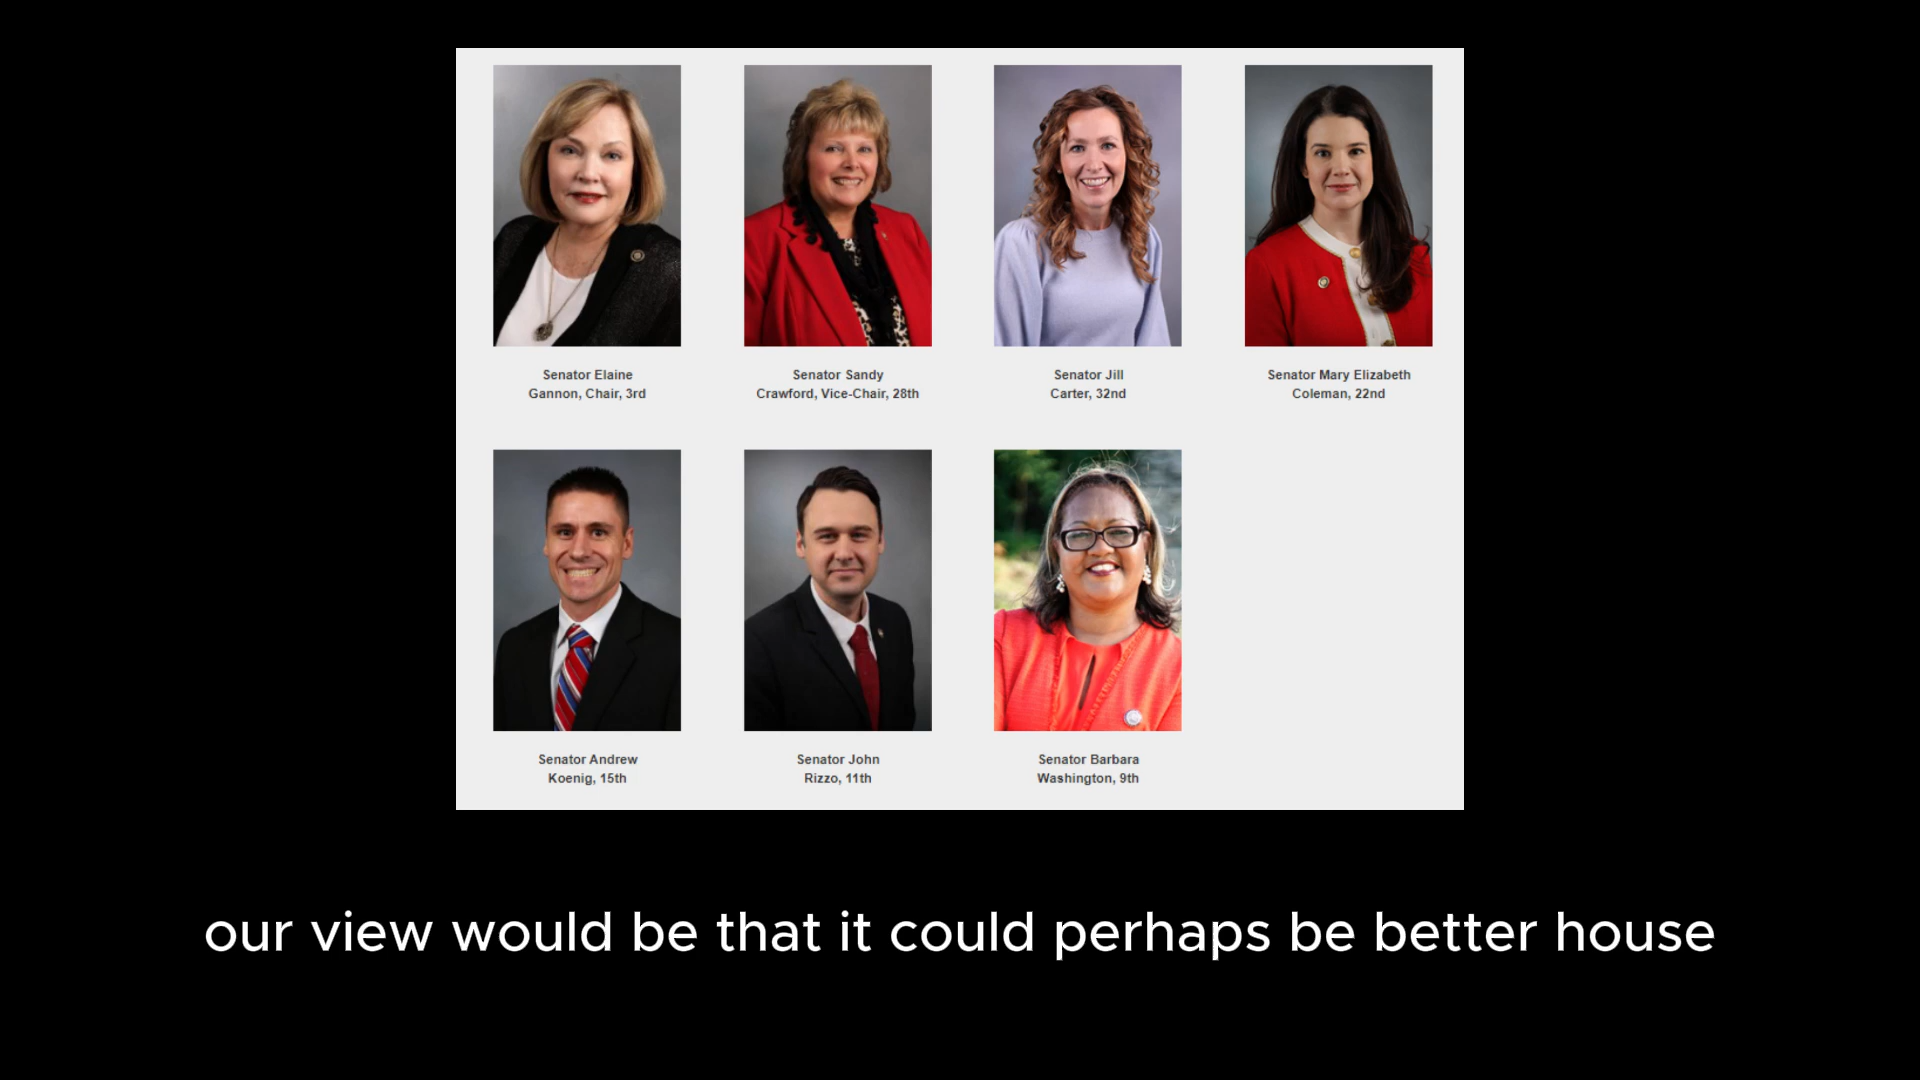 Senator Elaine
Gannon, Chair, 3rd
Senator Sandy
Crawford, Vice-Chair, 28th
Senator Jill
Carter, 32nd
Senator Mary Elizabeth
Coleman, 22nd
Senator Andrew
Koenig, 15th
Senator John
Rizzo, 11th
Senator Barbara
Washington, 9th
our view would be that it could perhaps be better house